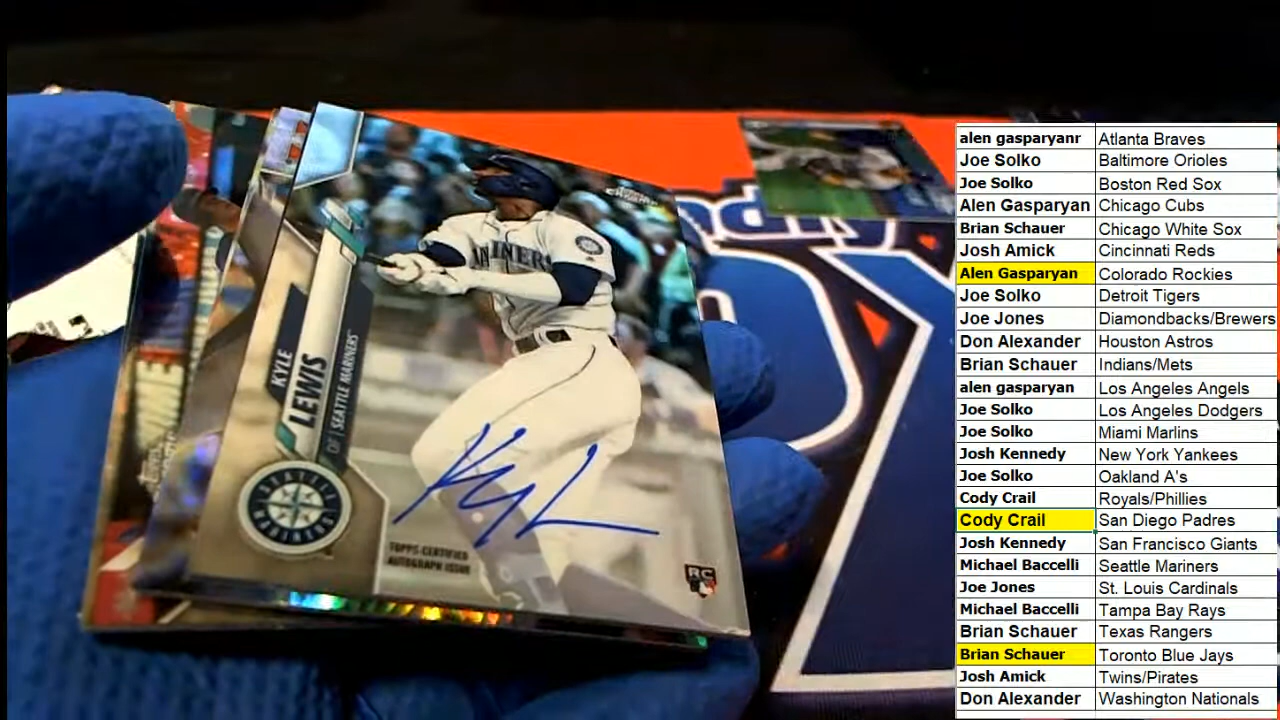 CHROME
MARINERS
KYLE
LEWIS
OF | SEATTLE MARINERS
SEATTLE
MARINERS
TOPPS CERTIFIED
AUTOGRAPH ISSUE
RC
alen gasparyanr Atlanta Braves
Joe Solko Baltimore Orioles
Joe Solko Boston Red Sox
Alen Gasparyan Chicago Cubs
Brian Schauer Chicago White Sox
Josh Amick Cincinnati Reds
Alen Gasparyan Colorado Rockies
Joe Solko Detroit Tigers
Joe Jones Diamondbacks/Brewers
Don Alexander Houston Astros
Brian Schauer Indians/Mets
alen gasparyan Los Angeles Angels
Joe Solko Los Angeles Dodgers
Joe Solko Miami Marlins
Josh Kennedy New York Yankees
Joe Solko Oakland A's
Cody Crail Royals/Phillies
Cody Crail San Diego Padres
Josh Kennedy San Francisco Giants
Michael Baccelli Seattle Mariners
Joe Jones St. Louis Cardinals
Michael Baccelli Tampa Bay Rays
Brian Schauer Texas Rangers
Brian Schauer Toronto Blue Jays
Josh Amick Twins/Pirates
Don Alexander Washington Nationals